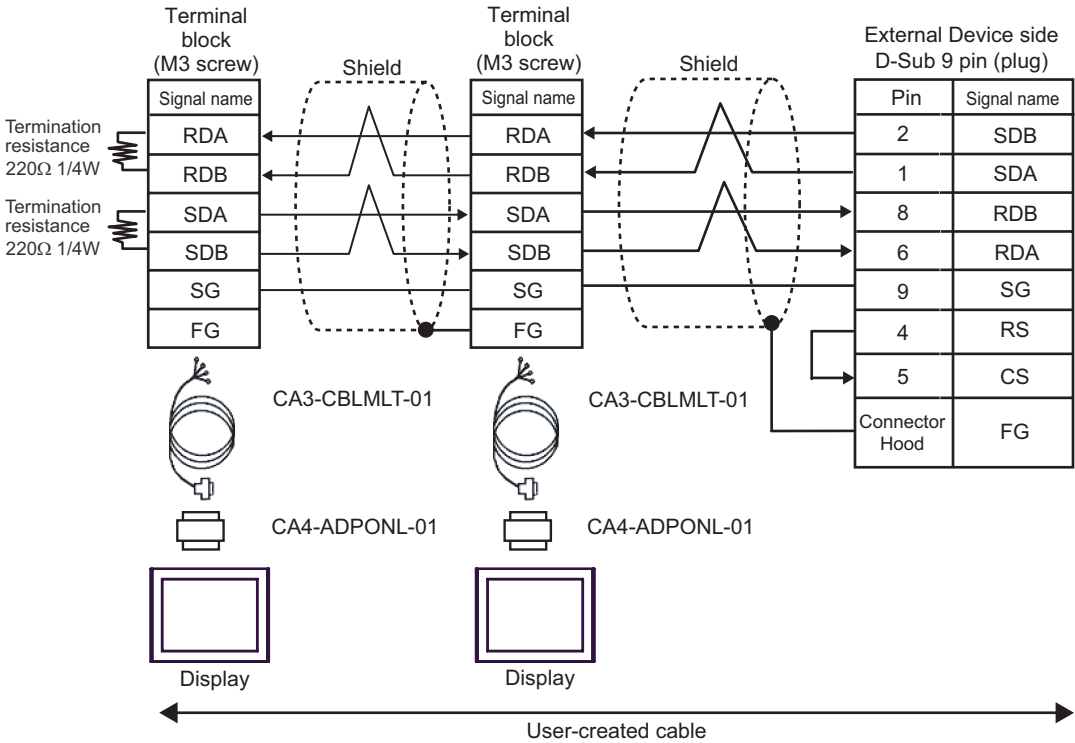 Terminal
block
(M3 screw)
Terminal
block
(M3 screw)
External Device side
D-Sub 9 pin (plug)
Shield
Shield
Signal name
Signal name
Pin
Signal name
Termination
resistance
220Ω 1/4W
Termination
resistance
220Ω 1/4W
RDA
RDA
2
SDB
RDB
RDB
1
SDA
SDA
SDA
8
RDB
SDB
SDB
6
RDA
SG
SG
9
SG
FG
FG
4
RS
5
CS
Connector
Hood
FG
CA3-CBLMLT-01
CA3-CBLMLT-01
CA4-ADPONL-01
CA4-ADPONL-01
Display
Display
User-created cable